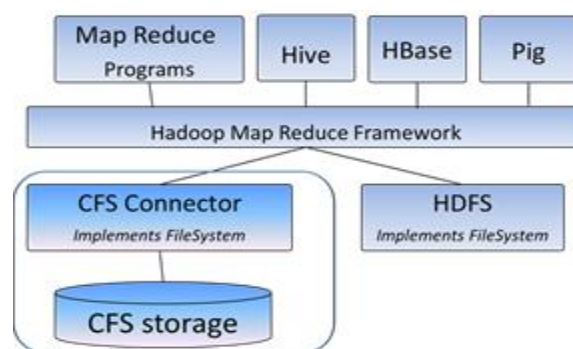 Map Reduce
Programs
Hive
HBase
Pig
Hadoop Map Reduce Framework
CFS Connector
Implements FileSystem
HDFS
Implements FileSystem
CFS storage